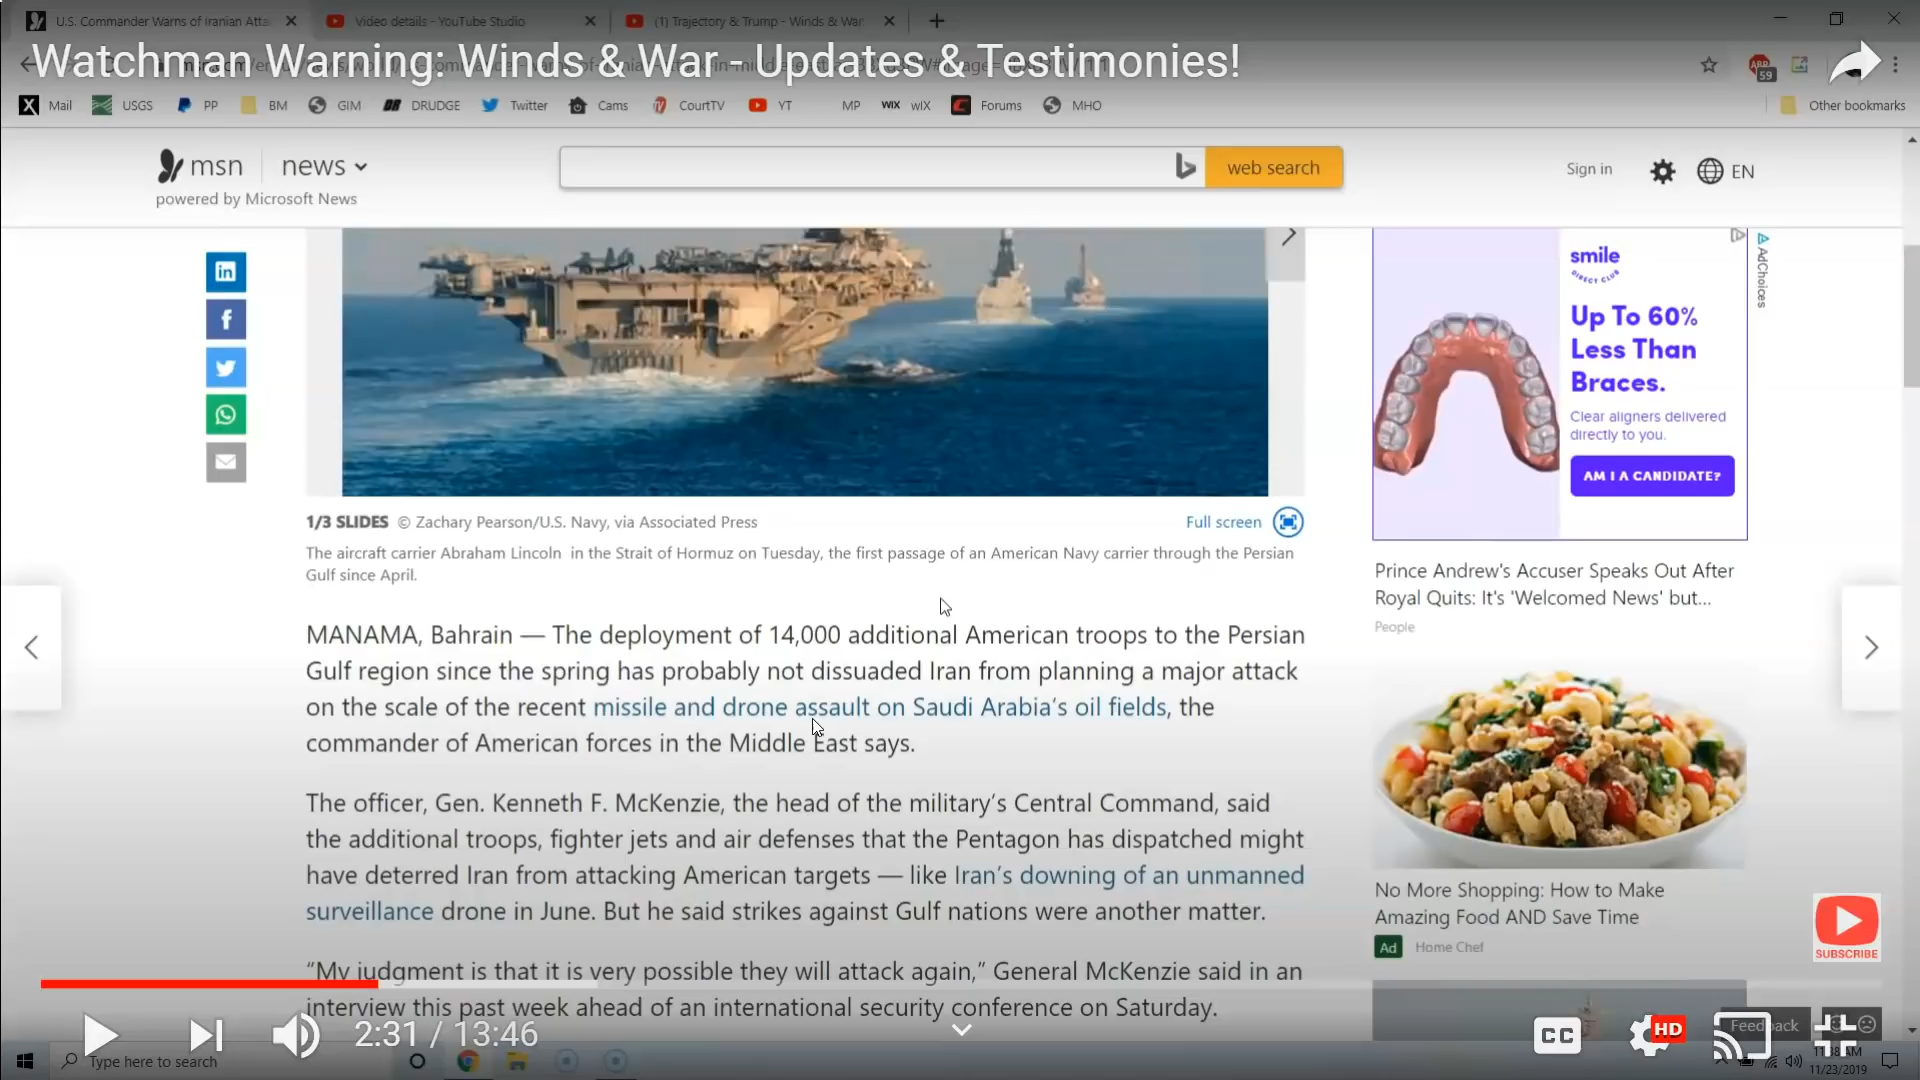 U.S. Commander Warns of Iranian Atta
Video details - YouTube Studio
(1) Trajectory & Trump - Winds & War
Watchman Warning: Winds & War - Updates & Testimonies!
ABP
59
Mail
USGS
PP
BM
GIM
DRUDGE
Twitter
Cams
CourtTV
YT
MP
WIX wiX
Forums
MHO
Other bookmarks
msn
news
powered by Microsoft News
web search
Sign in
EN
in
f
1/3 SLIDES © Zachary Pearson/U.S. Navy, via Associated Press
Full screen
The aircraft carrier Abraham Lincoln in the Strait of Hormuz on Tuesday, the first passage of an American Navy carrier through the Persian
Gulf since April.
MANAMA, Bahrain — The deployment of 14,000 additional American troops to the Persian
Gulf region since the spring has probably not dissuaded Iran from planning a major attack
on the scale of the recent missile and drone assault on Saudi Arabia’s oil fields, the
commander of American forces in the Middle East says.
The officer, Gen. Kenneth F. McKenzie, the head of the military’s Central Command, said
the additional troops, fighter jets and air defenses that the Pentagon has dispatched might
have deterred Iran from attacking American targets — like Iran’s downing of an unmanned
surveillance drone in June. But he said strikes against Gulf nations were another matter.
“My judgment is that it is very possible they will attack again,” General McKenzie said in an
interview this past week ahead of an international security conference on Saturday.
smile
DIRECT CLUB
Up To 60%
Less Than
Braces.
Clear aligners delivered
directly to you.
AM I A CANDIDATE?
AdChoices
Prince Andrew's Accuser Speaks Out After
Royal Quits: It's 'Welcomed News' but...
People
No More Shopping: How to Make
Amazing Food AND Save Time
Ad Home Chef
SUBSCRIBE
Feedback
2:31 / 13:46
CC
HD
Type here to search
11:38 AM
11/23/2019